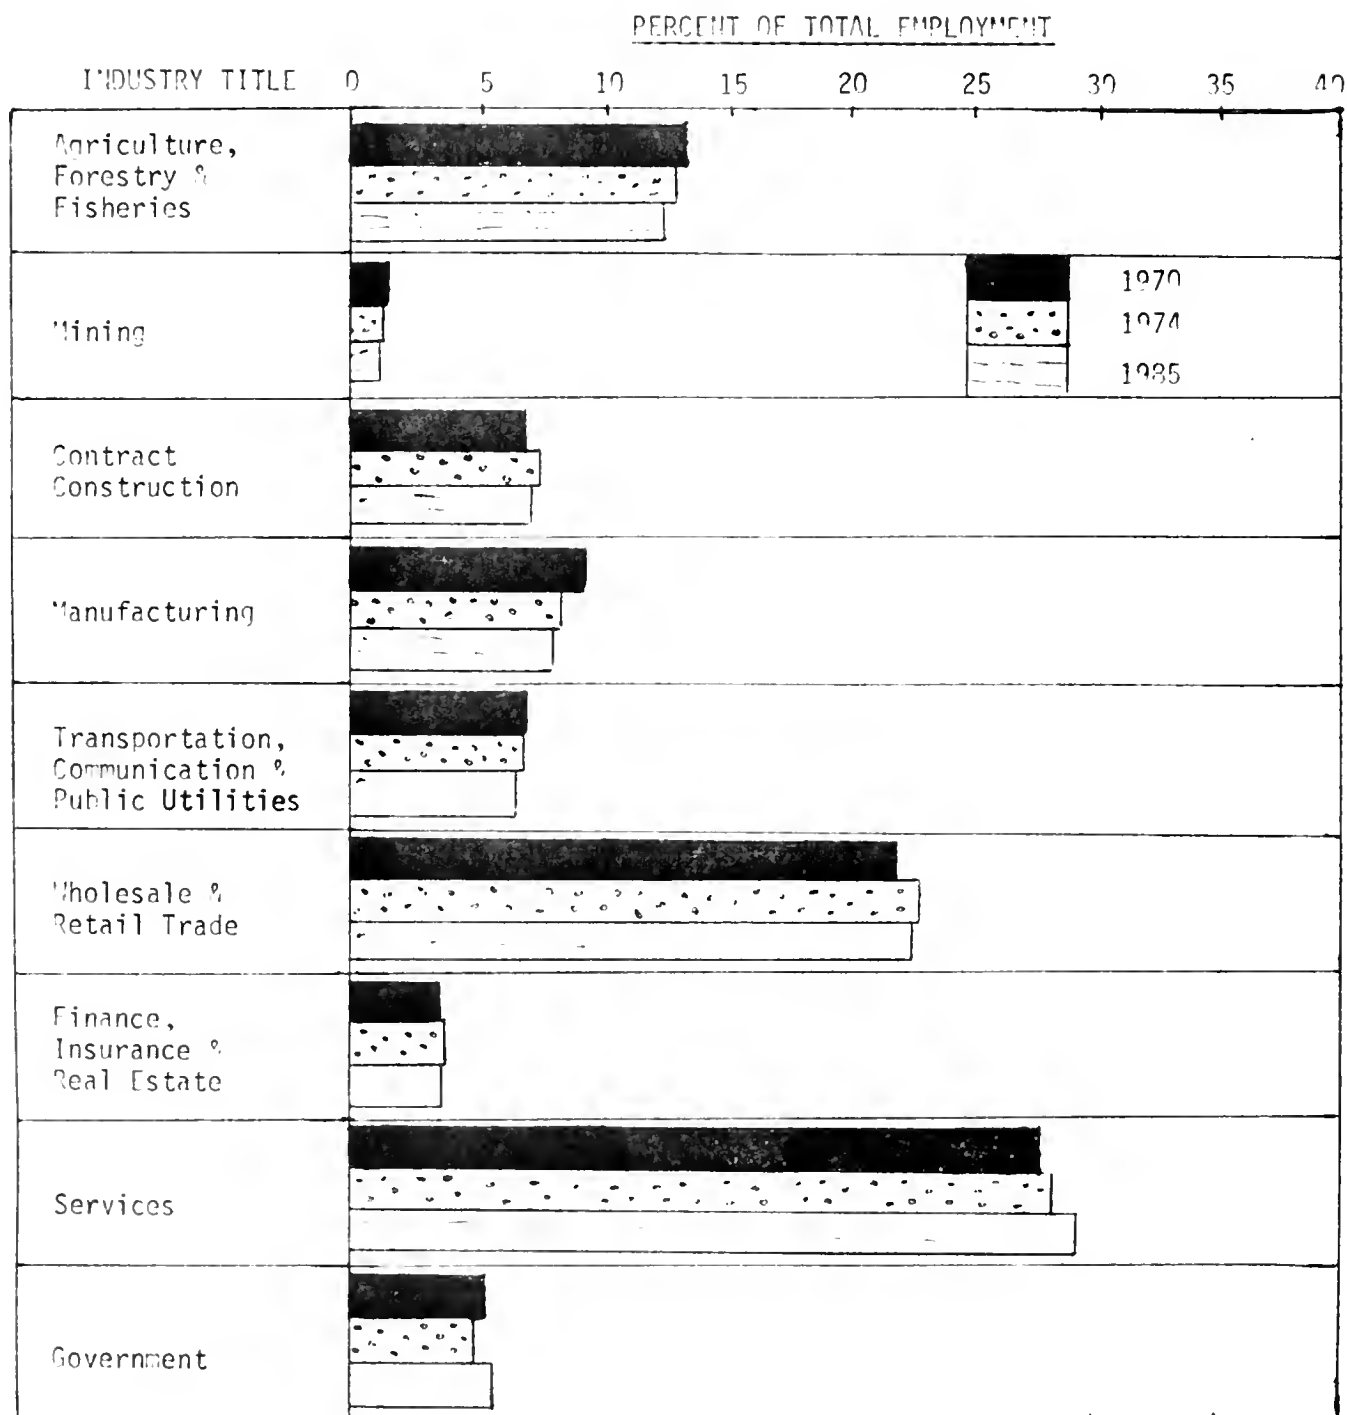 PERCENT OF TOTAL EMPLOYMENT
INDUSTRY TITLE 0 5 10 15 20 25 30 35 40
Agriculture,
Forestry &
Fisheries
1970
1974
1985
Mining
Contract
Construction
Manufacturing
Transportation,
Communication &
Public Utilities
Wholesale &
Retail Trade
Finance,
Insurance &
Real Estate
Services
Government